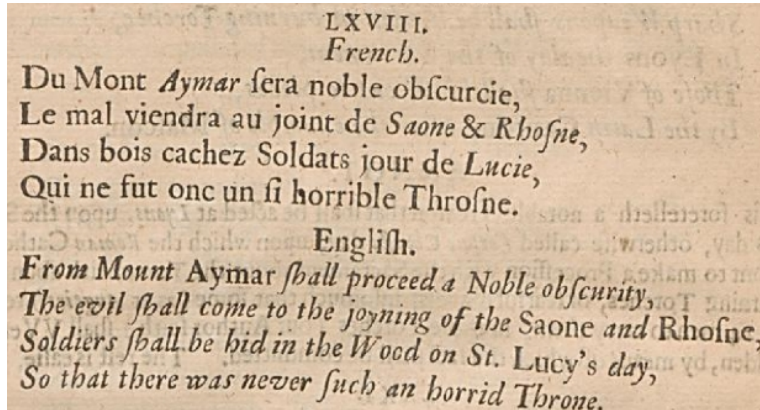 LXVIII.
French.
Du Mont Aymar ſera noble obſcurcie,
Le mal viendra au joint de Saone & Rhoſne,
Dans bois cachez Soldats jour de Lucie,
Qui ne fut onc un ſi horrible Throſne.
Engliſh.
From Mount Aymar ſhall proceed a Noble obſcurity,
The evil ſhall come to the joyning of the Saone and Rhoſne,
Soldiers ſhall be hid in the Wood on St. Lucy's day,
So that there was never ſuch an horrid Throne.